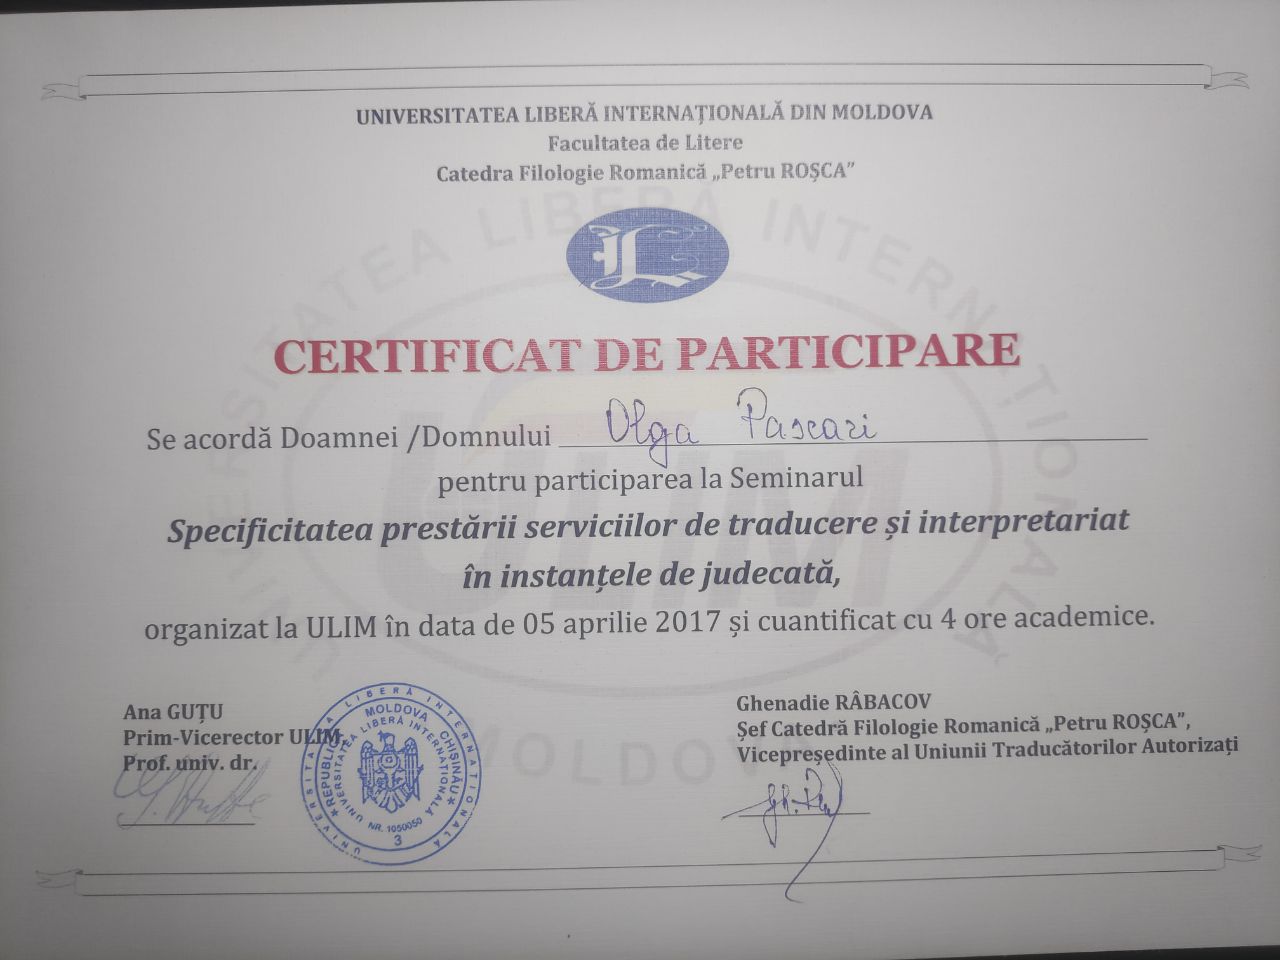 UNIVERSITATEA LIBERĂ INTERNAȚIONALĂ DIN MOLDOVA
Facultatea de Litere
Catedra Filologie Romanică „Petru ROȘCA”
CERTIFICAT DE PARTICIPARE
Se acordă Doamnei /Domnului Olga Pascari
pentru participarea la Seminarul
Specificitatea prestării serviciilor de traducere și interpretariat
în instanțele de judecată,
organizat la ULIM în data de 05 aprilie 2017 și cuantificat cu 4 ore academice.
Ana GUȚU
Prim-Vicerector ULIM,
Prof. univ. dr.
Ghenadie RÂBACOV
Șef Catedră Filologie Romanică „Petru ROȘCA”,
Vicepreședinte al Uniunii Traducătorilor Autorizați
UNIVERSITATEA LIBERĂ INTERNAȚIONALĂ
REPUBLICA MOLDOVA CHIȘINĂU
UNIVERSITATEA LIBERĂ INTERNAȚIONALĂ
NR. 1050050
3
UNIVERSITATEA LIBERĂ INTERNAȚIONALĂ
ULIM
MOLDOVA